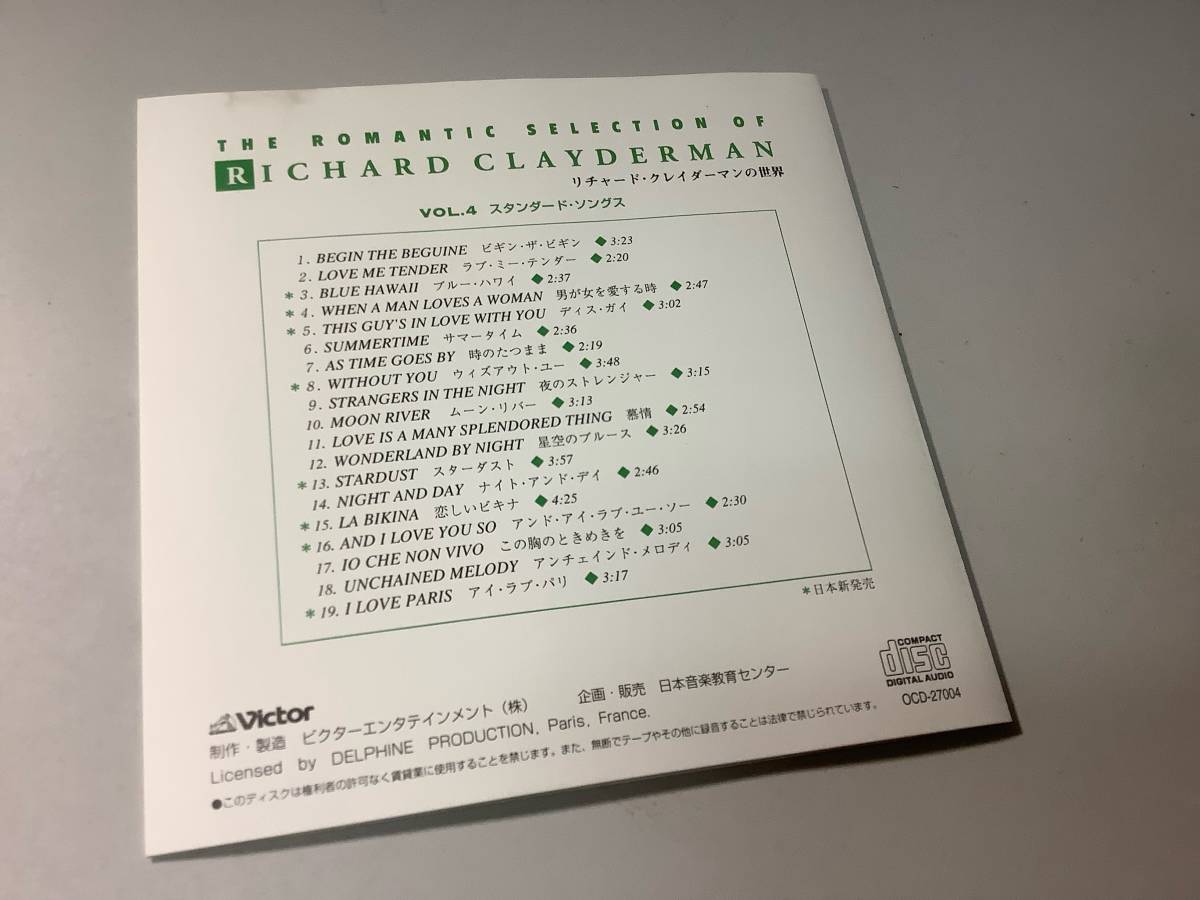 THE ROMANTIC SELECTION OF
RICHARD CLAYDERMAN
リチャード・クレイダーマンの世界
VOL.4 スタンダード・ソングス
1. BEGIN THE BEGUINE ビギン・ザ・ビギン ◆ 3:23
2. LOVE ME TENDER ラブ・ミー・テンダー ◆ 2:20
* 3. BLUE HAWAII ブルー・ハワイ ◆ 2:37
* 4. WHEN A MAN LOVES A WOMAN 男が女を愛する時 ◆ 2:47
* 5. THIS GUY'S IN LOVE WITH YOU ディス・ガイ ◆ 3:02
6. SUMMERTIME サマータイム ◆ 2:36
7. AS TIME GOES BY 時のたつまま ◆ 2:19
* 8. WITHOUT YOU ウィズアウト・ユー ◆ 3:48
9. STRANGERS IN THE NIGHT 夜のストレンジャー ◆ 3:15
10. MOON RIVER ムーン・リバー ◆ 3:13
11. LOVE IS A MANY SPLENDORED THING 慕情 ◆ 2:54
12. WONDERLAND BY NIGHT 星空のブルース ◆ 3:26
* 13. STARDUST スターダスト ◆ 3:57
14. NIGHT AND DAY ナイト・アンド・デイ ◆ 2:46
* 15. LA BIKINA 恋しいビキナ ◆ 4:25
* 16. AND I LOVE YOU SO アンド・アイ・ラブ・ユー・ソー ◆ 2:30
17. IO CHE NON VIVO この胸のときめきを ◆ 3:05
18. UNCHAINED MELODY アンチェインド・メロディ ◆ 3:05
* 19. I LOVE PARIS アイ・ラブ・パリ ◆ 3:17
*日本新発売
COMPACT
disc
DIGITAL AUDIO
OCD-27004
Victor
制作・製造 ビクターエンタテインメント(株) 企画・販売 日本音楽教育センター
Licensed by DELPHINE PRODUCTION, Paris, France.
●このディスクは権利者の許可なく賃貸業に使用することを禁じます。また、無断でテープやその他に録音することは法律で禁じられています。